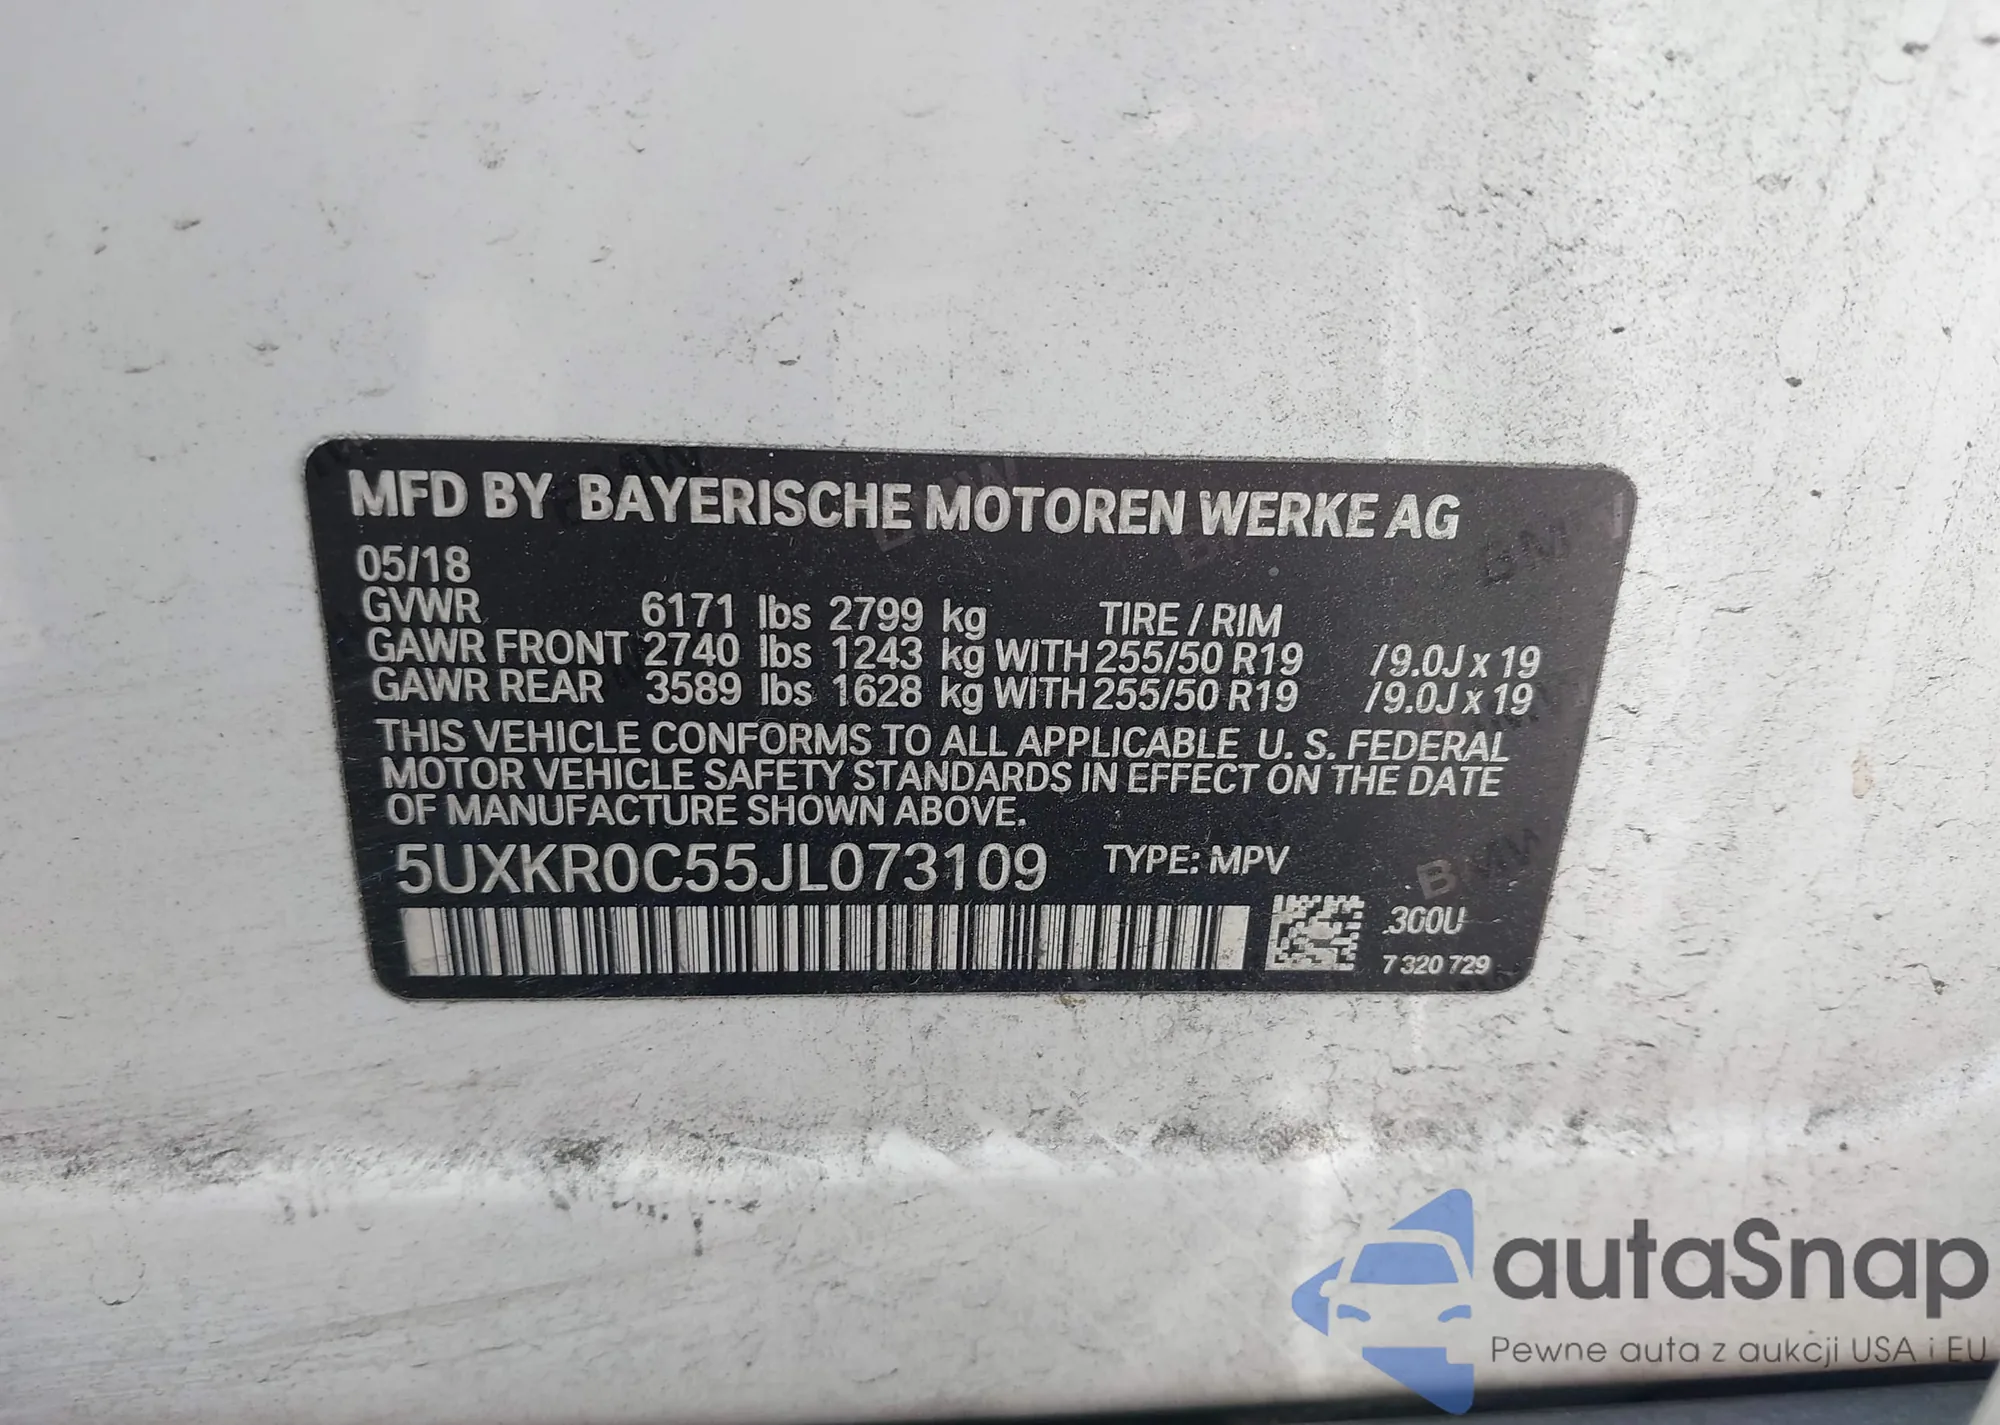 MFD BY BAYERISCHE MOTOREN WERKE AG
05/18
GVWR 6171 lbs 2799 kg TIRE / RIM
GAWR FRONT 2740 lbs 1243 kg WITH 255/50 R19 /9.0J x 19
GAWR REAR 3589 lbs 1628 kg WITH 255/50 R19 /9.0J x 19
THIS VEHICLE CONFORMS TO ALL APPLICABLE U. S. FEDERAL
MOTOR VEHICLE SAFETY STANDARDS IN EFFECT ON THE DATE
OF MANUFACTURE SHOWN ABOVE.
5UXKR0C55JL073109 TYPE: MPV
300U
7 320 729
autaSnap
Pewne auta z aukcji USA i EU